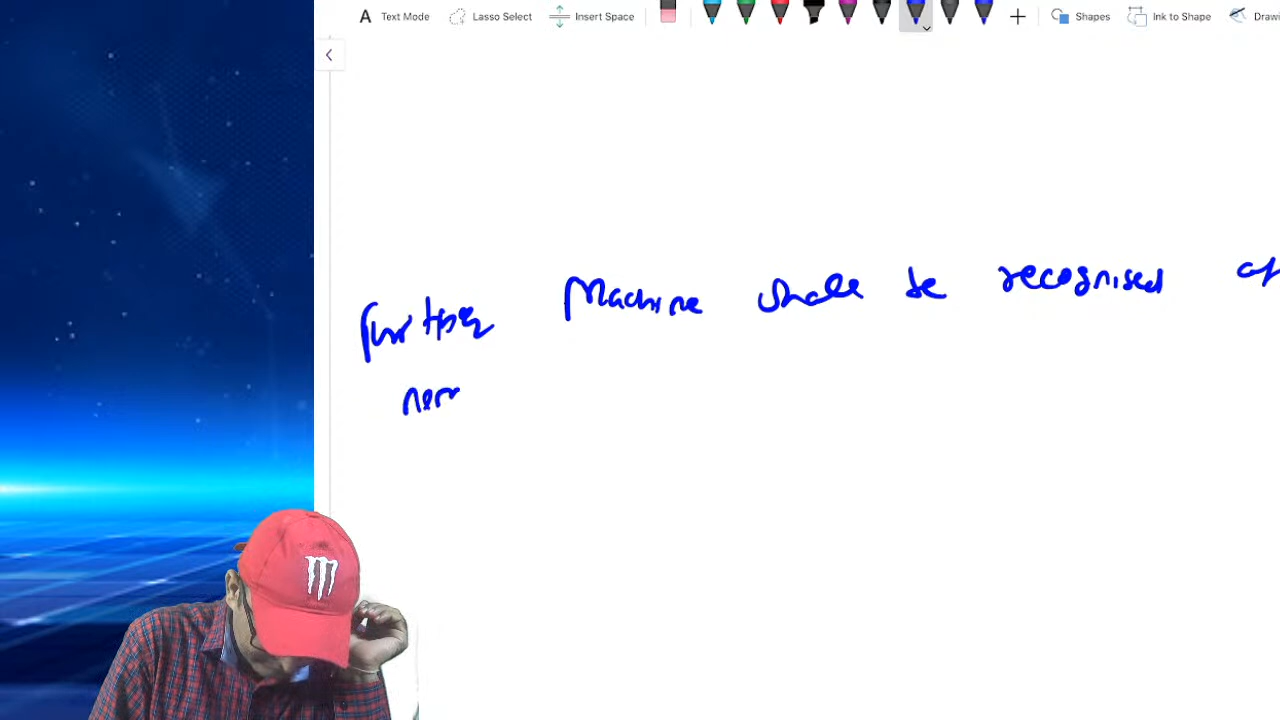 Text Mode Lasso Select Insert Space Shapes Ink to Shape
Further Machine shall be recognised